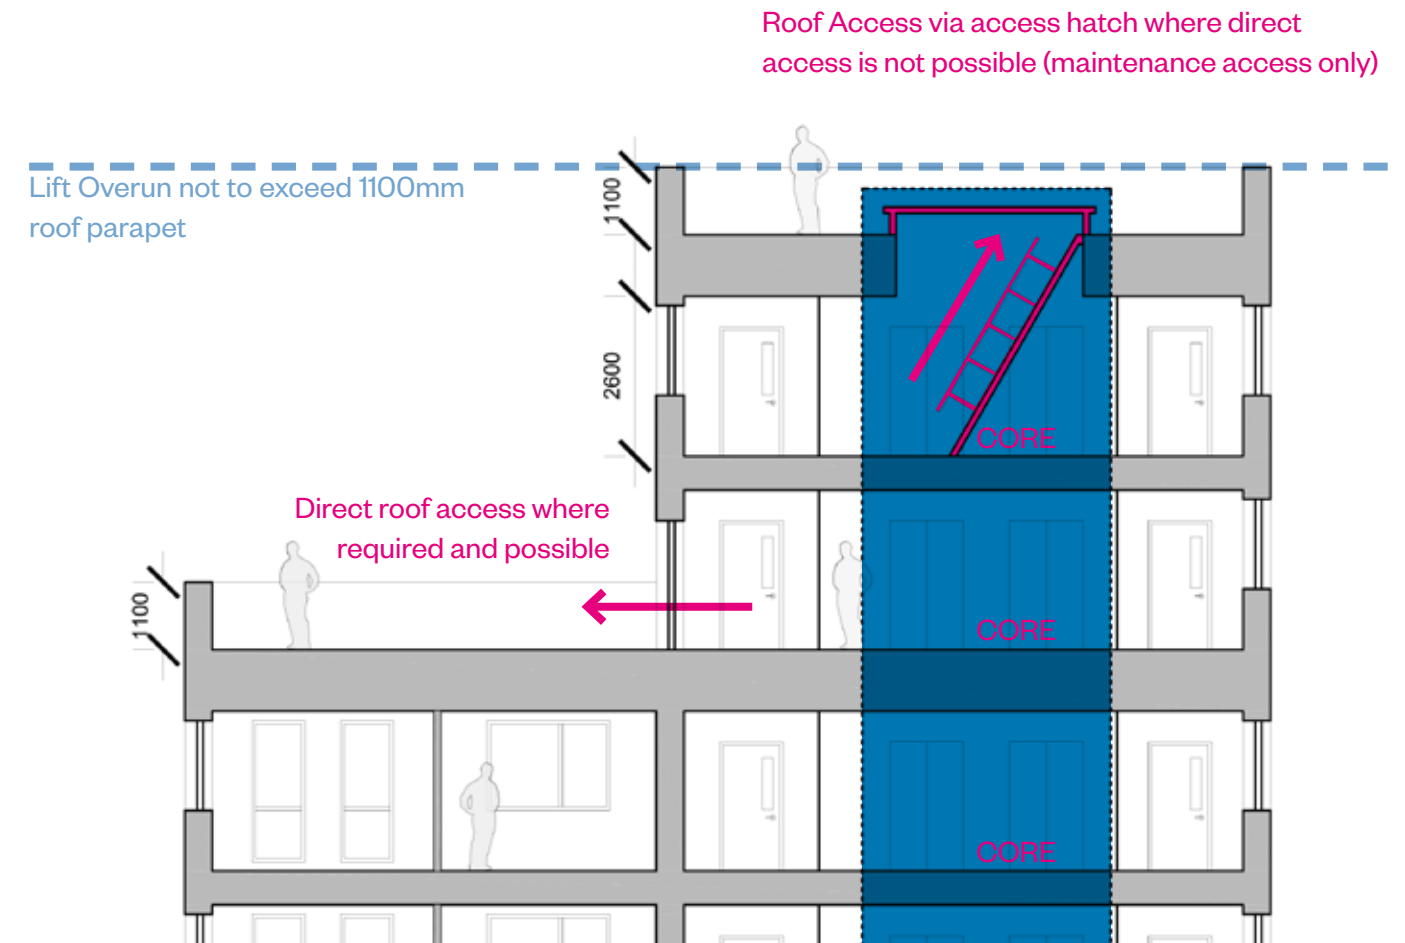 Roof Access via access hatch where direct
access is not possible (maintenance access only)
Lift Overun not to exceed 1100mm
roof parapet
1100
2600
CORE
Direct roof access where
required and possible
1100
CORE
CORE